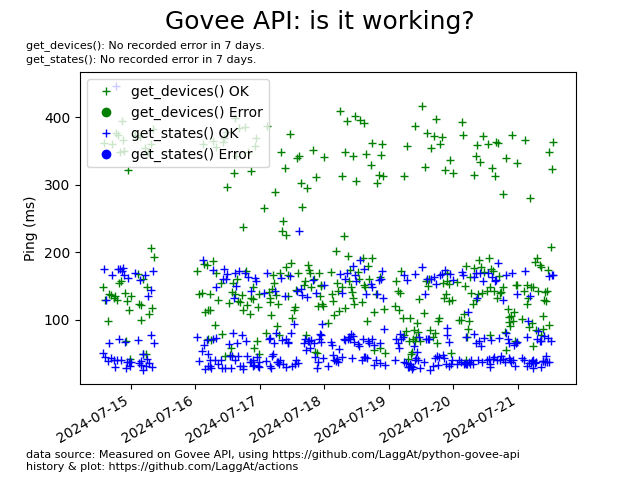 Govee API: is it working?
get_devices(): No recorded error in 7 days.
get_states(): No recorded error in 7 days.
get_devices() OK
get_devices() Error
get_states() OK
get_states() Error
Ping (ms)
400
300
200
100
2024-07-15
2024-07-16
2024-07-17
2024-07-18
2024-07-19
2024-07-20
2024-07-21
data source: Measured on Govee API, using https://github.com/LaggAt/python-govee-api
history & plot: https://github.com/LaggAt/actions